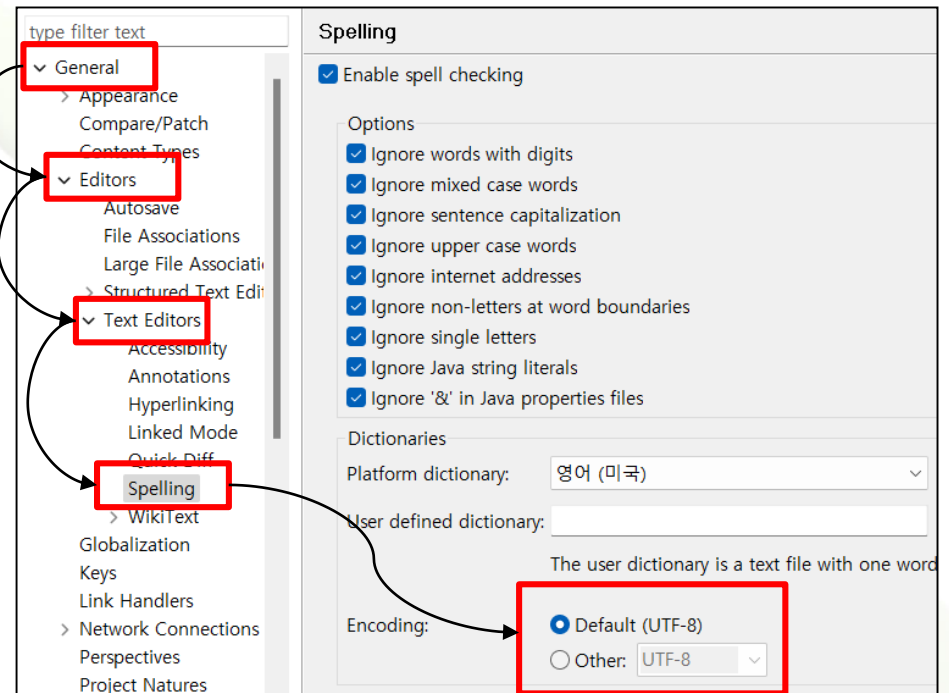 type filter text
General
Appearance
Compare/Patch
Content Types
Editors
Autosave
File Associations
Large File Associati
Structured Text Edit
Text Editors
Accessibility
Annotations
Hyperlinking
Linked Mode
Quick Diff
Spelling
WikiText
Globalization
Keys
Link Handlers
Network Connections
Perspectives
Project Natures
Spelling
Enable spell checking
Options
Ignore words with digits
Ignore mixed case words
Ignore sentence capitalization
Ignore upper case words
Ignore internet addresses
Ignore non-letters at word boundaries
Ignore single letters
Ignore Java string literals
Ignore '&' in Java properties files
Dictionaries
Platform dictionary: 영어 (미국)
User defined dictionary:
The user dictionary is a text file with one word
Encoding: Default (UTF-8)
Other: UTF-8